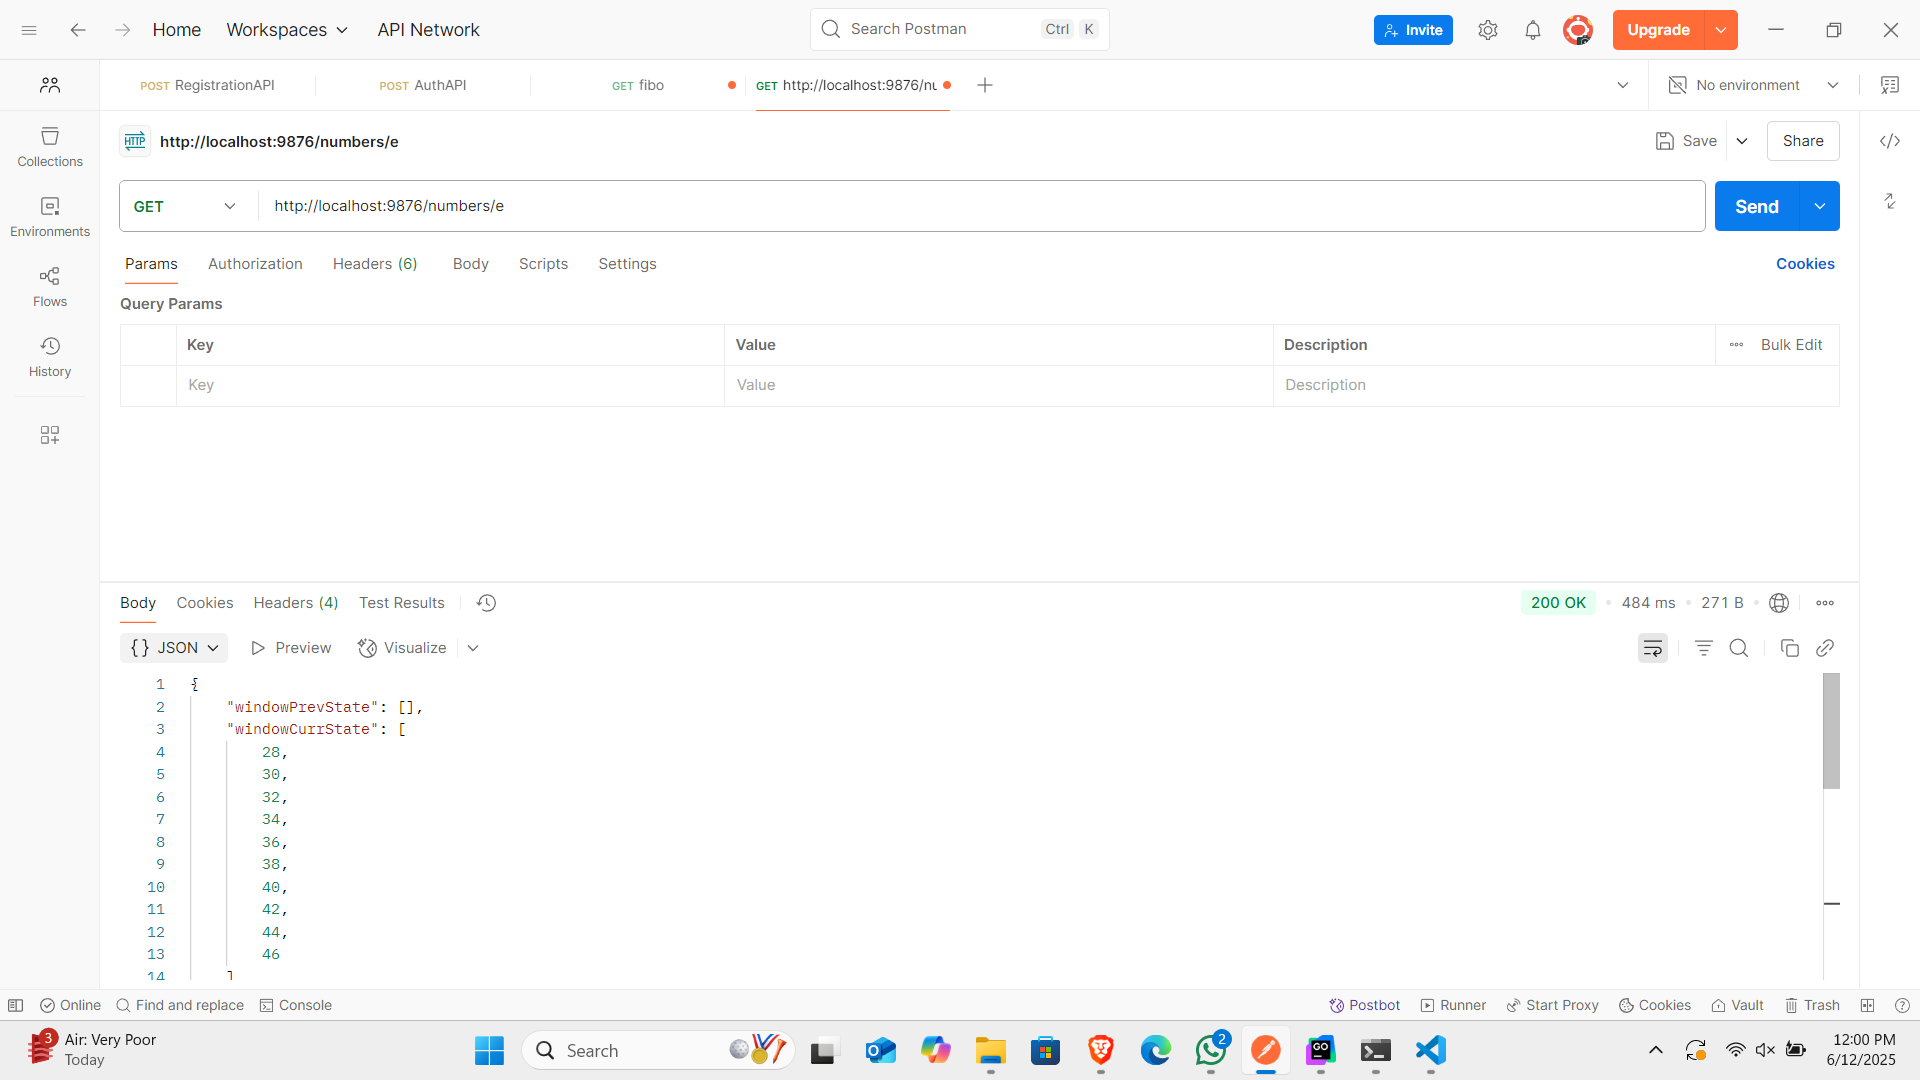 Home Workspaces API Network Search Postman Ctrl K Invite Upgrade
POST RegistrationAPI POST AuthAPI GET fibo GET http://localhost:9876/nu No environment
HTTP http://localhost:9876/numbers/e Save Share
Collections
GET http://localhost:9876/numbers/e Send
Environments
Params Authorization Headers (6) Body Scripts Settings Cookies
Flows
Query Params
Key Value Description Bulk Edit
History
Key Value Description
Body Cookies Headers (4) Test Results 200 OK 484 ms 271 B
{} JSON Preview Visualize
1 {
2 "windowPrevState": [],
3 "windowCurrState": [
4 28,
5 30,
6 32,
7 34,
8 36,
9 38,
10 40,
11 42,
12 44,
13 46
14 ]
Online Find and replace Console Postbot Runner Start Proxy Cookies Vault Trash
3 Air: Very Poor
Today
Search
GO
2
12:00 PM
6/12/2025